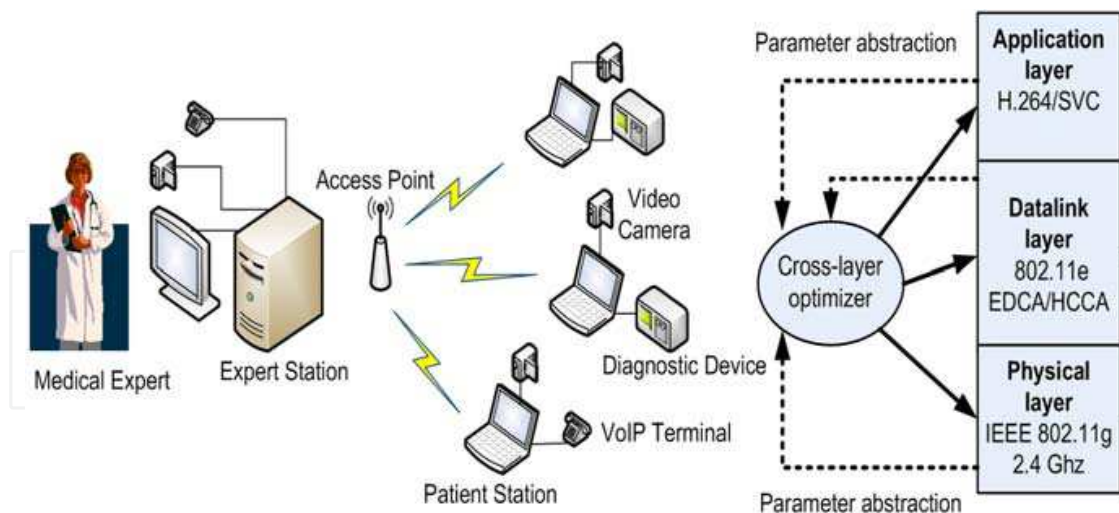 Access Point
Video
Camera
Medical Expert
Expert Station
Diagnostic Device
VoIP Terminal
Patient Station
Parameter abstraction
Application
layer
H.264/SVC
Cross-layer
optimizer
Datalink
layer
802.11e
EDCA/HCCA
Physical
layer
IEEE 802.11g
2.4 Ghz
Parameter abstraction